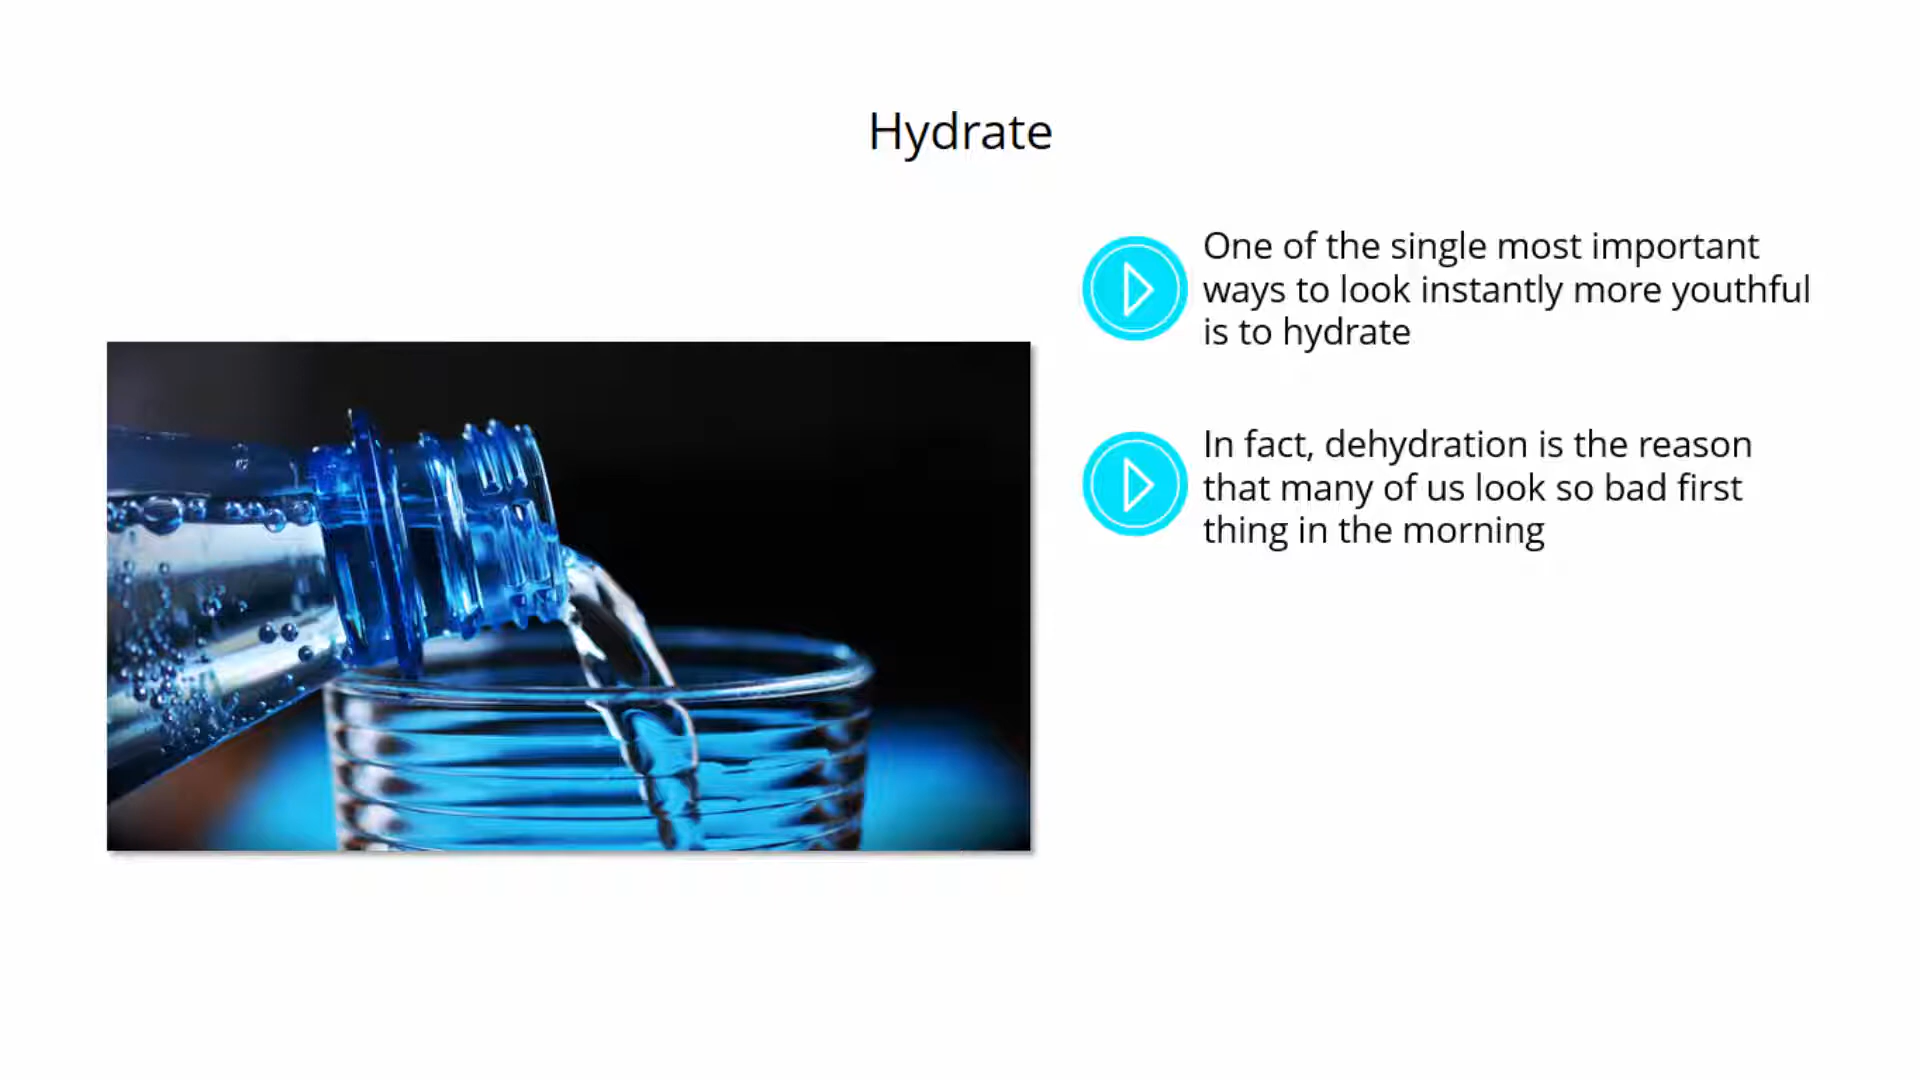 Hydrate
One of the single most important
ways to look instantly more youthful
is to hydrate
In fact, dehydration is the reason
that many of us look so bad first
thing in the morning